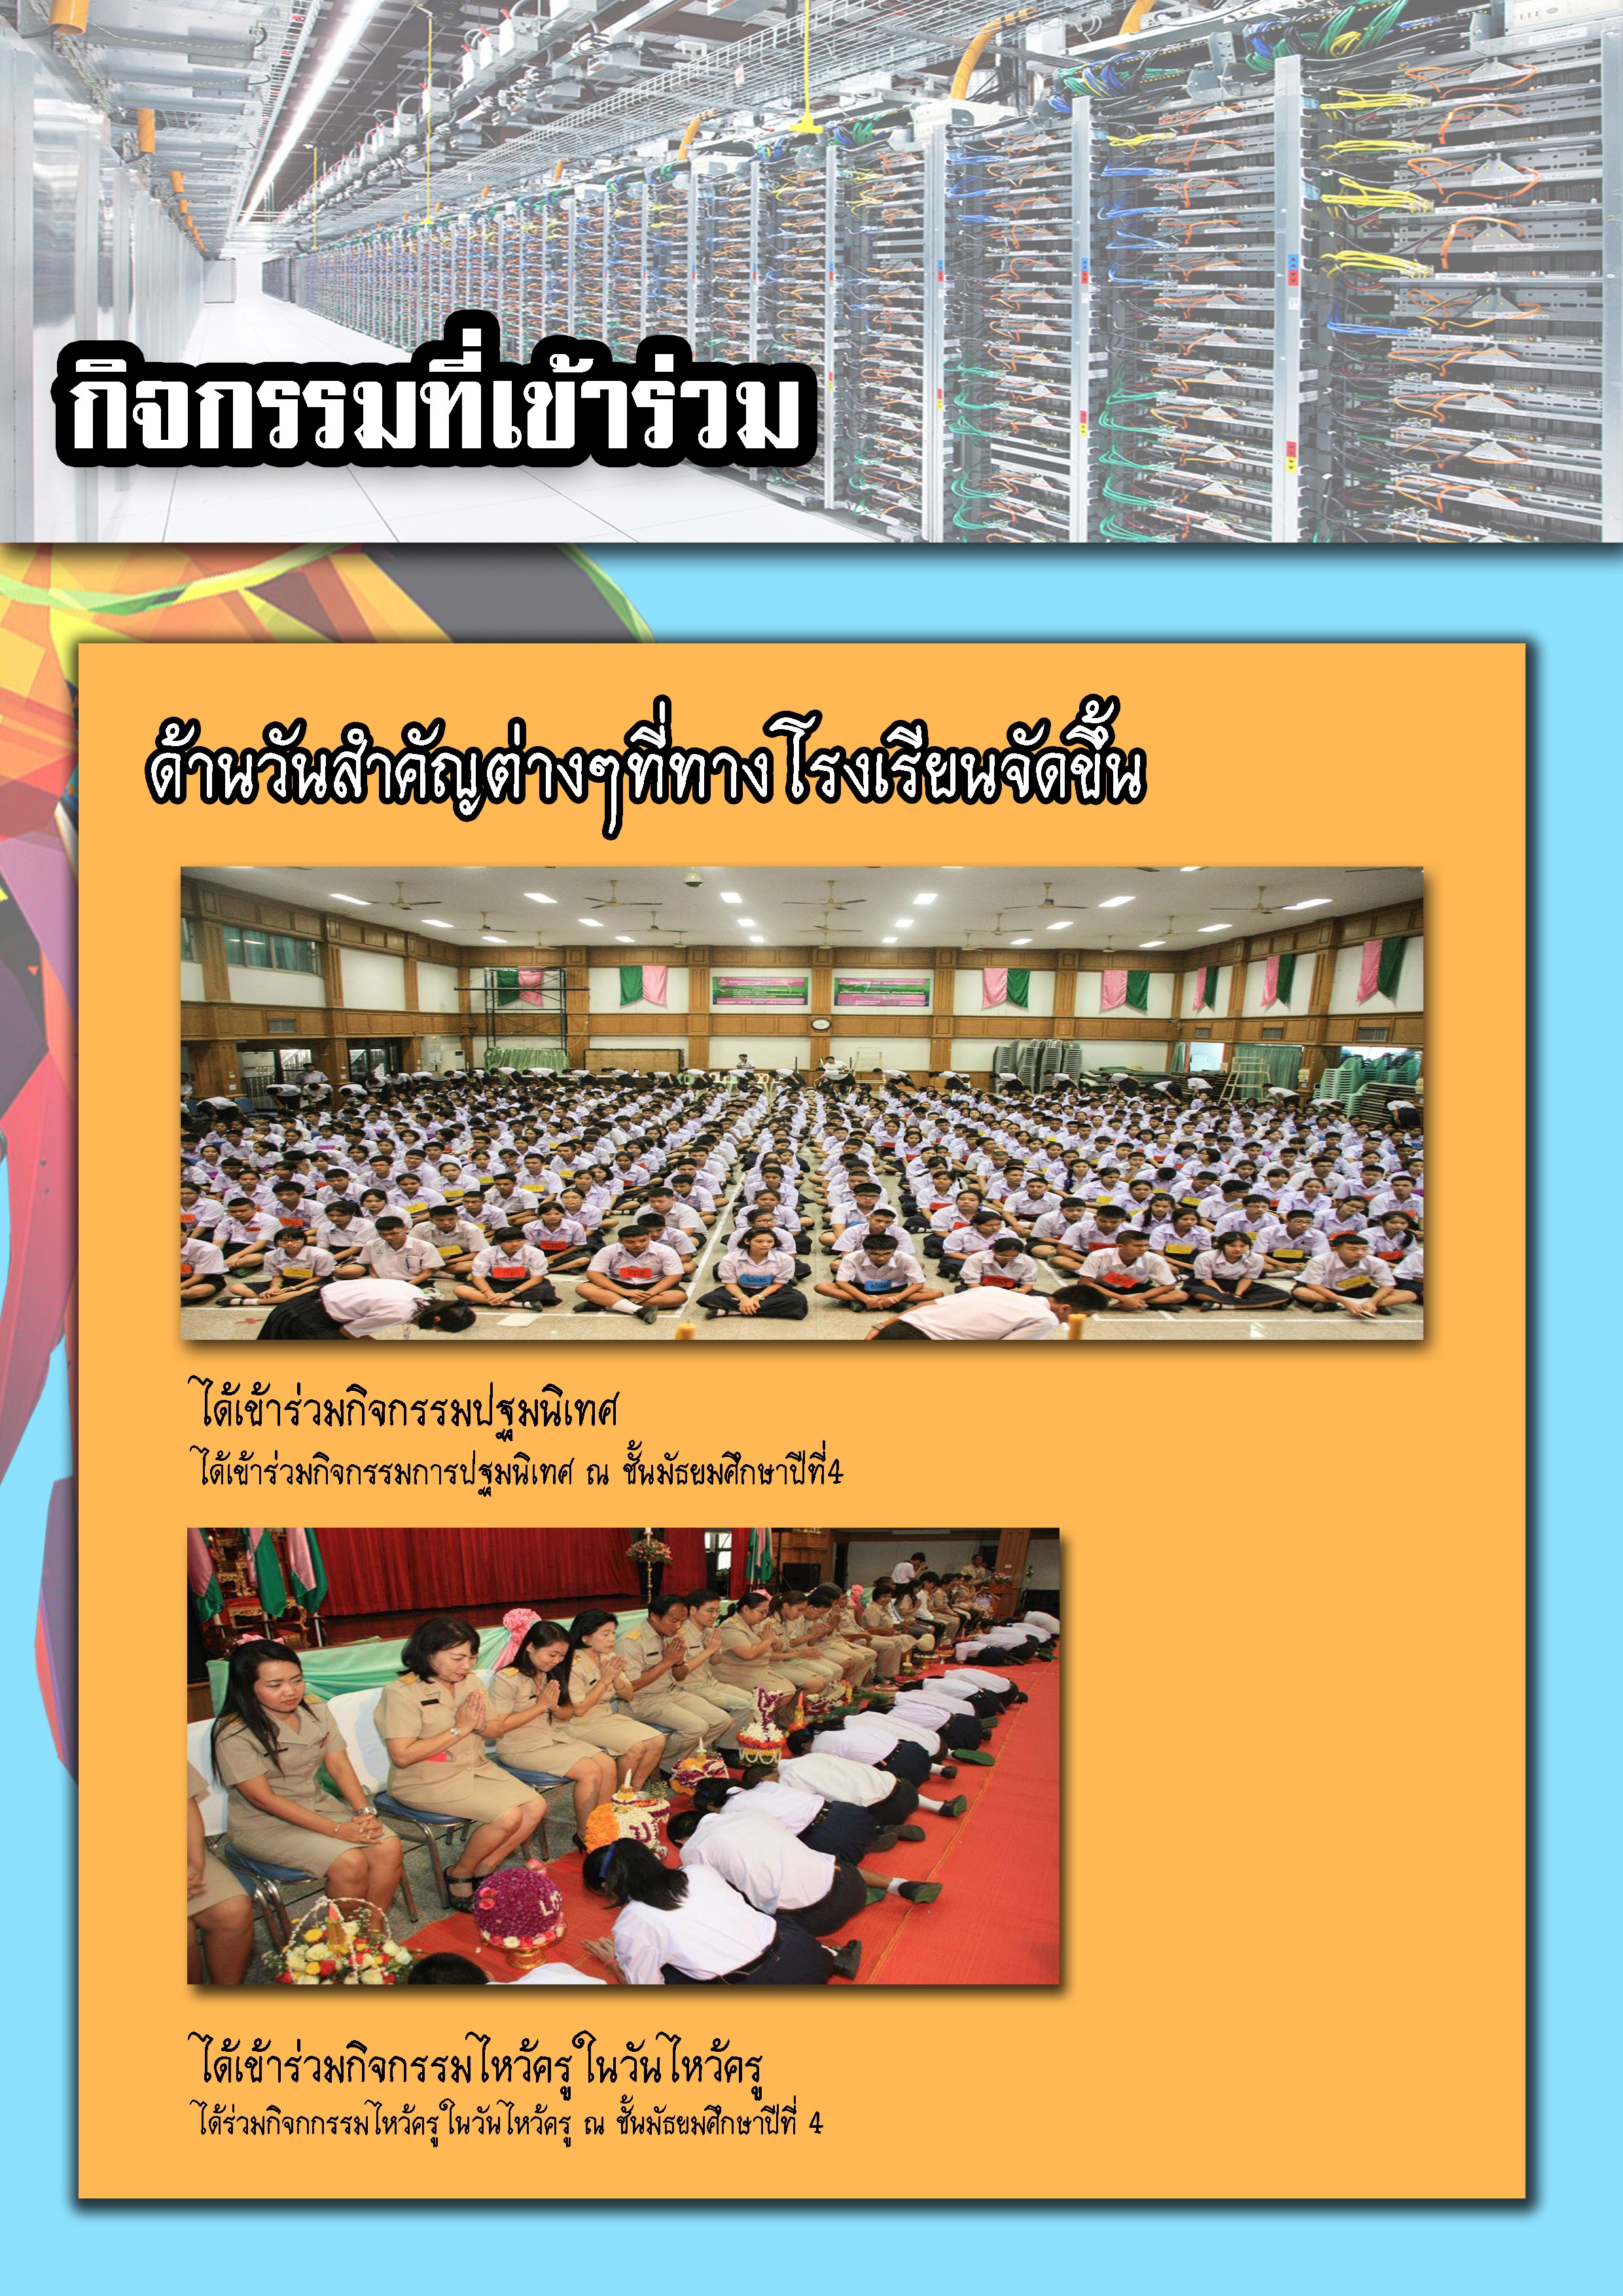 กิจกรรมที่เข้าร่วม
ด้านวันสำคัญต่างๆที่ทางโรงเรียนจัดขึ้น
ได้เข้าร่วมกิจกรรมปฐมนิเทศ
ได้เข้าร่วมกิจกรรมการปฐมนิเทศ ณ ชั้นมัธยมศึกษาปีที่4
ได้เข้าร่วมกิจกรรมไหว้ครูในวันไหว้ครู
ได้ร่วมกิจกกรรมไหว้ครูในวันไหว้ครู ณ ชั้นมัธยมศึกษาปีที่ 4